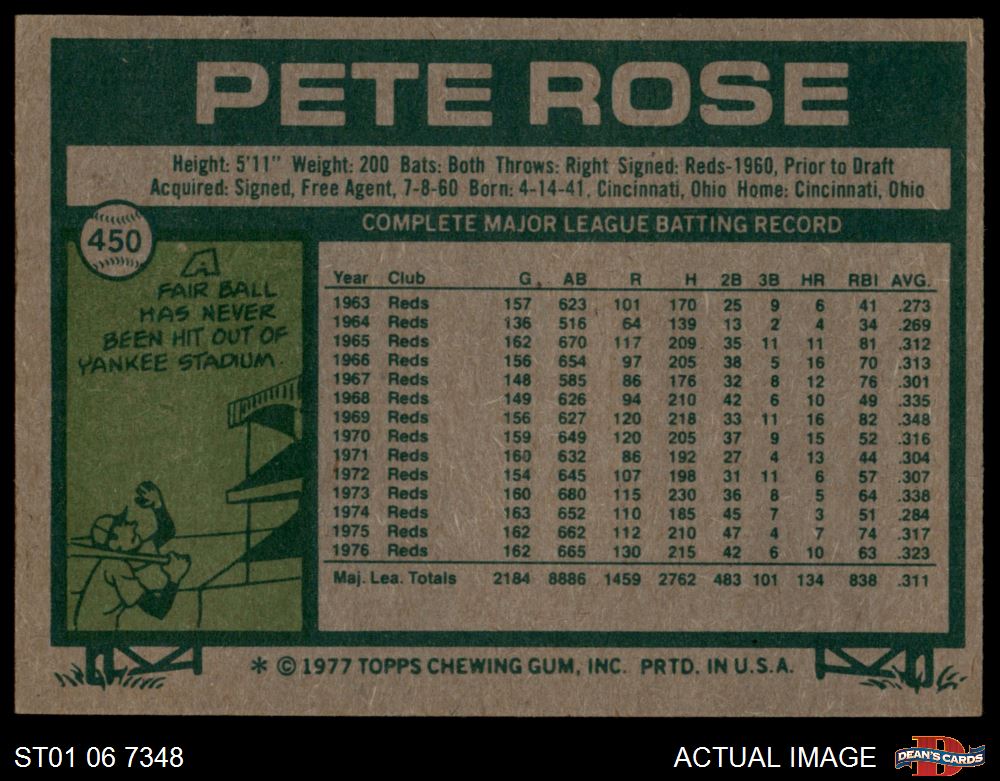 PETE ROSE
Height: 5'11" Weight: 200 Bats: Both Throws: Right Signed: Reds-1960, Prior to Draft
Acquired: Signed, Free Agent, 7-8-60 Born: 4-14-41, Cincinnati, Ohio Home: Cincinnati, Ohio
450
A
FAIR BALL
HAS NEVER
BEEN HIT OUT OF
YANKEE STADIUM.
COMPLETE MAJOR LEAGUE BATTING RECORD
Year Club G. AB R H 2B 3B HR RBI AVG.
1963 Reds 157 623 101 170 25 9 6 41 .273
1964 Reds 136 516 64 139 13 2 4 34 .269
1965 Reds 162 670 117 209 35 11 11 81 .312
1966 Reds 156 654 97 205 38 5 16 70 .313
1967 Reds 148 585 86 176 32 8 12 76 .301
1968 Reds 149 626 94 210 42 6 10 49 .335
1969 Reds 156 627 120 218 33 11 16 82 .348
1970 Reds 159 649 120 205 37 9 15 52 .316
1971 Reds 160 632 86 192 27 4 13 44 .304
1972 Reds 154 645 107 198 31 11 6 57 .307
1973 Reds 160 680 115 230 36 8 5 64 .338
1974 Reds 163 652 110 185 45 7 3 51 .284
1975 Reds 162 662 112 210 47 4 7 74 .317
1976 Reds 162 665 130 215 42 6 10 63 .323
Maj. Lea. Totals 2184 8886 1459 2762 483 101 134 838 .311
* © 1977 TOPPS CHEWING GUM, INC. PRTD. IN U.S.A.
ST01 06 7348
ACTUAL IMAGE
D
DEAN'S CARDS